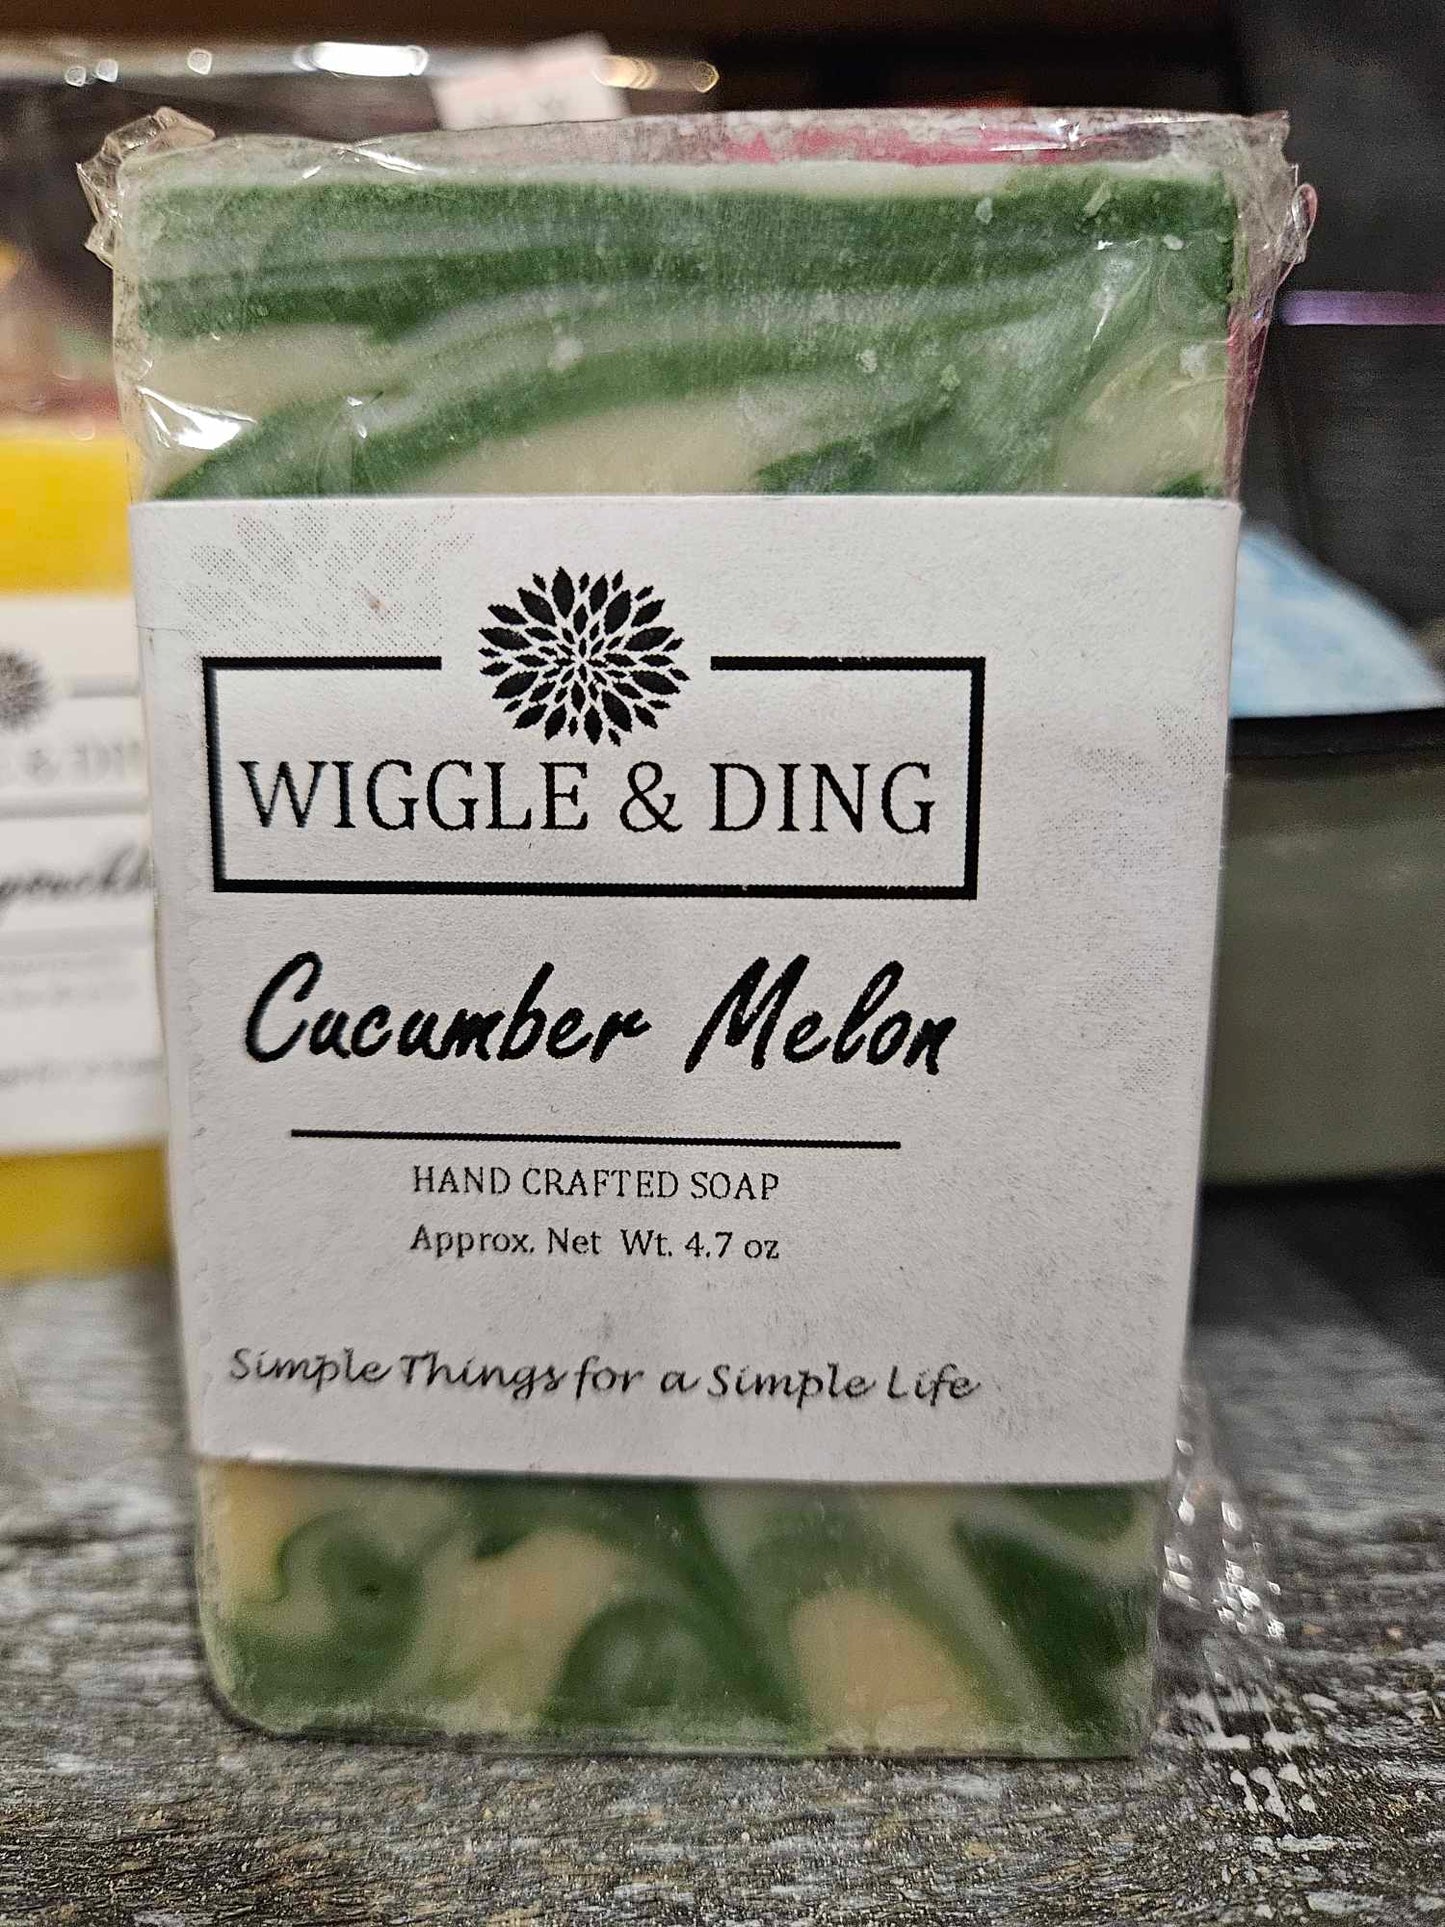 WIGGLE & DING
Cucumber Melon
HAND CRAFTED SOAP
Approx. Net Wt. 4.7 oz
Simple Things for a Simple Life